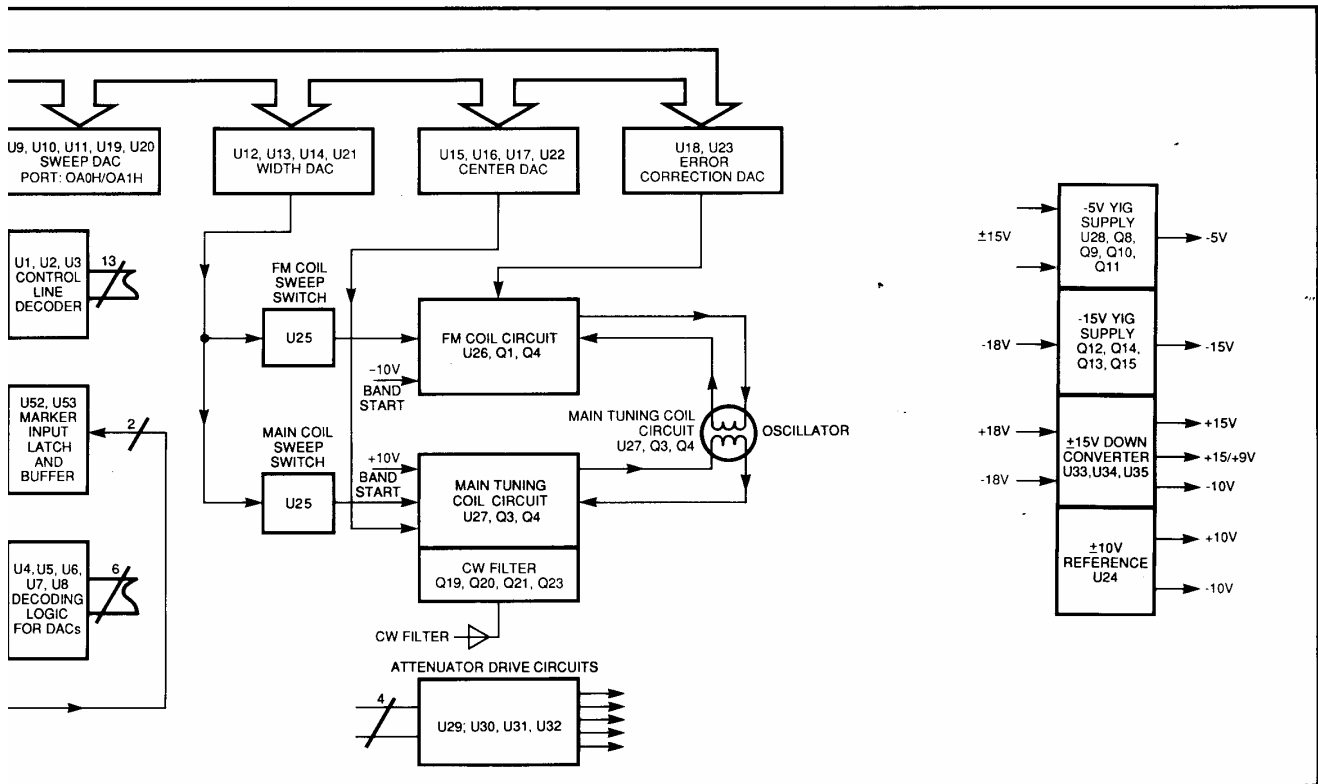 U9, U10, U11, U19, U20
SWEEP DAC
PORT: OA0H/OA1H
U12, U13, U14, U21
WIDTH DAC
U15, U16, U17, U22
CENTER DAC
U18, U23
ERROR
CORRECTION DAC
U1, U2, U3
CONTROL
LINE
DECODER
13
FM COIL
SWEEP
SWITCH
U25
FM COIL CIRCUIT
U26, Q1, Q4
-10V
BAND
START
U52, U53
MARKER
INPUT
LATCH
AND
BUFFER
2
MAIN COIL
SWEEP
SWITCH
U25
+10V
BAND
START
MAIN TUNING
COIL CIRCUIT
U27, Q3, Q4
MAIN TUNING COIL
CIRCUIT
U27, Q3, Q4
OSCILLATOR
CW FILTER
Q19, Q20, Q21, Q23
CW FILTER
U4, U5, U6,
U7, U8
DECODING
LOGIC
FOR DACs
6
ATTENUATOR DRIVE CIRCUITS
4
U29; U30, U31, U32
±15V
-5V YIG
SUPPLY
U28, Q8,
Q9, Q10,
Q11
-5V
-18V
-15V YIG
SUPPLY
Q12, Q14,
Q13, Q15
-15V
+18V
-18V
±15V DOWN
CONVERTER
U33, U34, U35
+15V
+15/+9V
-10V
±10V
REFERENCE
U24
+10V
-10V